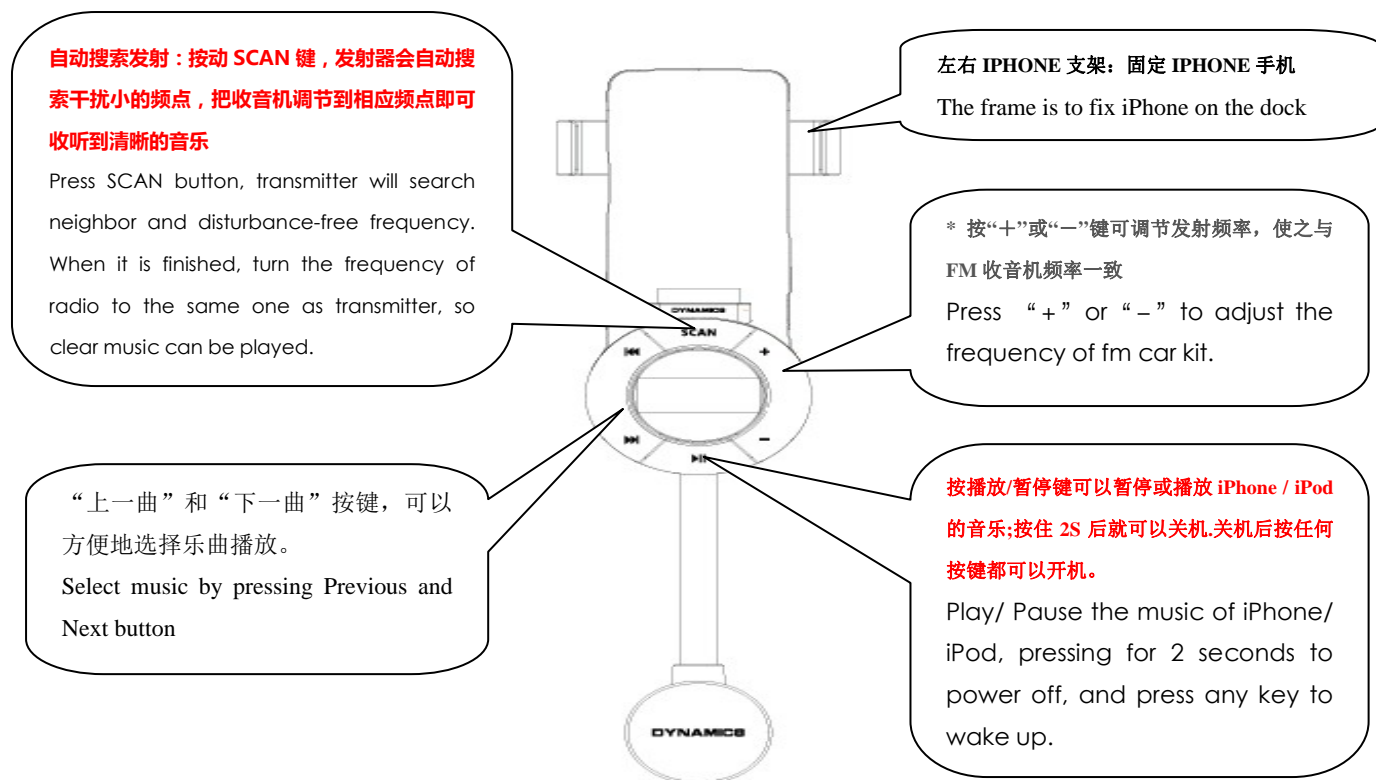 自动搜索发射：按动 SCAN 键，发射器会自动搜
索干扰小的频点，把收音机调节到相应频点即可
收听到清晰的音乐
Press SCAN button, transmitter will search
neighbor and disturbance-free frequency.
When it is finished, turn the frequency of
radio to the same one as transmitter, so
clear music can be played.
左右 IPHONE 支架：固定 IPHONE 手机
The frame is to fix iPhone on the dock
* 按“＋”或“－”键可调节发射频率，使之与
FM 收音机频率一致
Press “+” or “–” to adjust the
frequency of fm car kit.
DYNAMICS
SCAN
+
−
“上一曲”和“下一曲”按键，可以
方便地选择乐曲播放。
Select music by pressing Previous and
Next button
按播放/暂停键可以暂停或播放 iPhone / iPod
的音乐;按住 2S 后就可以关机.关机后按任何
按键都可以开机。
Play/ Pause the music of iPhone/
iPod, pressing for 2 seconds to
power off, and press any key to
wake up.
DYNAMICS